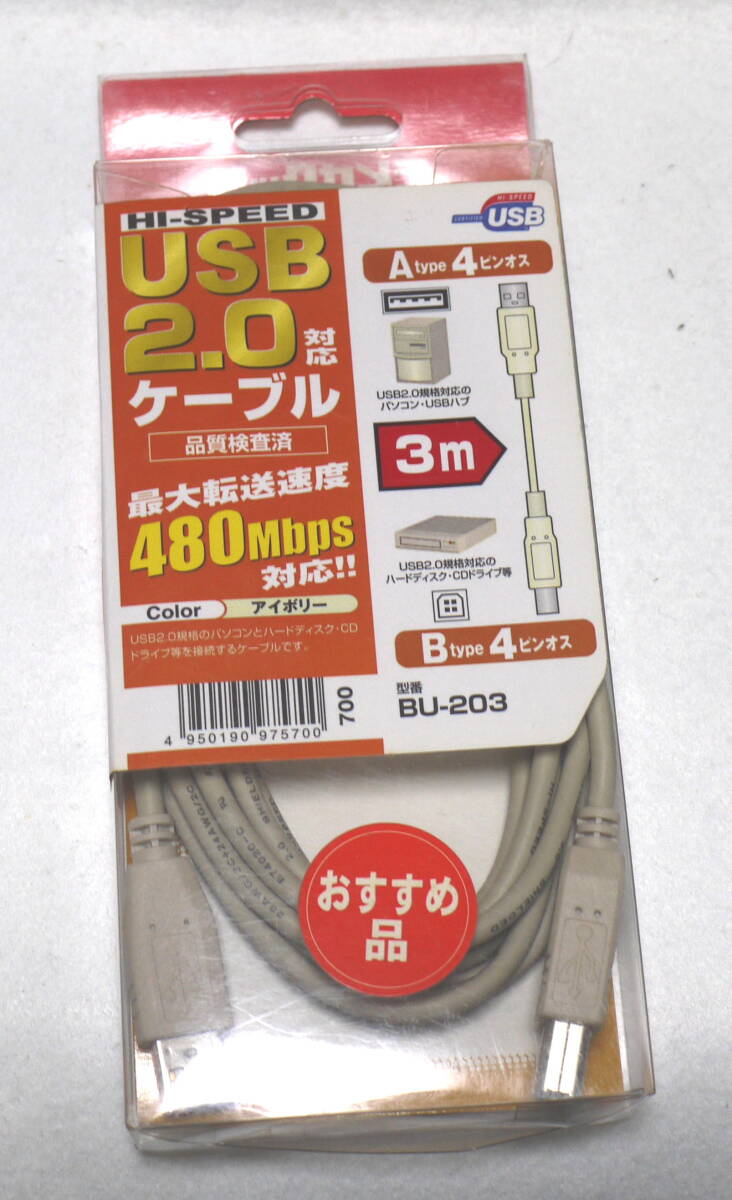 HI-SPEED
USB
2.0対応
ケーブル
品質検査済
最大転送速度
480Mbps
対応!!
Color アイボリー
USB2.0規格のパソコンとハードディスク・CD
ドライブ等を接続するケーブルです。
4 950190 975700
700
HI-SPEED
CERTIFIED
USB
A type 4ピンオス
USB2.0規格対応の
パソコン・USBハブ
3m
USB2.0規格対応の
ハードディスク・CDドライブ等
B type 4ピンオス
型番
BU-203
おすすめ
品